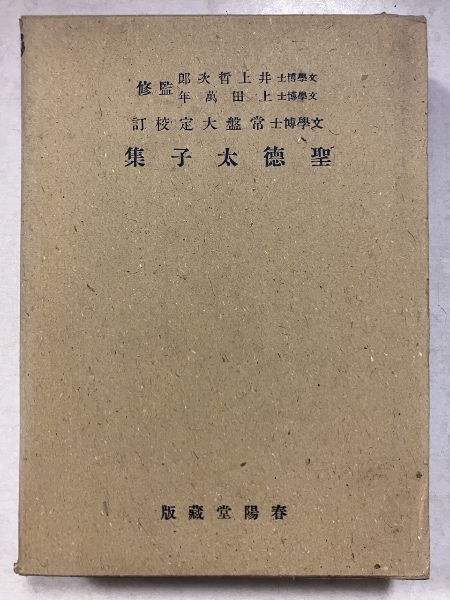 文學博士井上哲次郎監修
文學博士上田萬年
文學博士常盤大定校訂
聖德太子集
春陽堂藏版